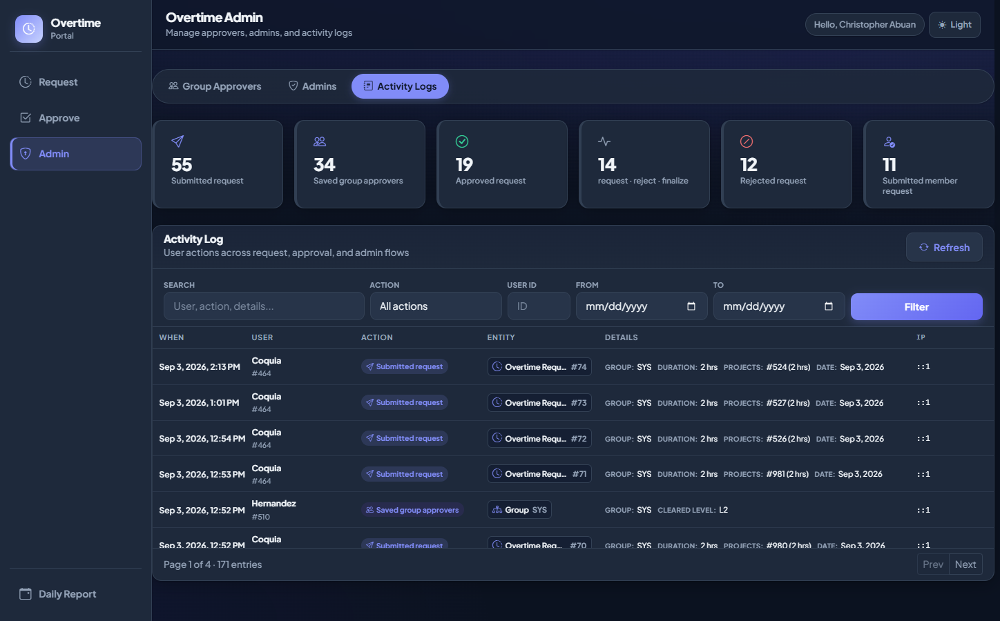 Overtime
Portal
Request
Approve
Admin
Daily Report
Overtime Admin
Manage approvers, admins, and activity logs
Hello, Christopher Abuan
Light
Group Approvers
Admins
Activity Logs
55
Submitted request
34
Saved group approvers
19
Approved request
14
request · reject · finalize
12
Rejected request
11
Submitted member
request
Activity Log
User actions across request, approval, and admin flows
Refresh
SEARCH ACTION USER ID FROM TO
User, action, details... All actions ID mm/dd/yyyy mm/dd/yyyy Filter
WHEN USER ACTION ENTITY DETAILS IP
Sep 3, 2026, 2:13 PM Coquia #464 Submitted request Overtime Requ... #74 GROUP: SYS DURATION: 2 hrs PROJECTS: #524 (2 hrs) DATE: Sep 3, 2026 ::1
Sep 3, 2026, 1:01 PM Coquia #464 Submitted request Overtime Requ... #73 GROUP: SYS DURATION: 2 hrs PROJECTS: #527 (2 hrs) DATE: Sep 3, 2026 ::1
Sep 3, 2026, 12:54 PM Coquia #464 Submitted request Overtime Requ... #72 GROUP: SYS DURATION: 2 hrs PROJECTS: #526 (2 hrs) DATE: Sep 3, 2026 ::1
Sep 3, 2026, 12:53 PM Coquia #464 Submitted request Overtime Requ... #71 GROUP: SYS DURATION: 2 hrs PROJECTS: #981 (2 hrs) DATE: Sep 3, 2026 ::1
Sep 3, 2026, 12:52 PM Hernandez #510 Saved group approvers Group SYS GROUP: SYS CLEARED LEVEL: L2 ::1
Sep 3, 2026, 12:52 PM Coquia Submitted request Overtime Req... #70 GROUP: SYS DURATION: 2 hrs PROJECTS: #980 (2 hrs) DATE: Sep 3, 2026 ::1
Page 1 of 4 · 171 entries
Prev Next